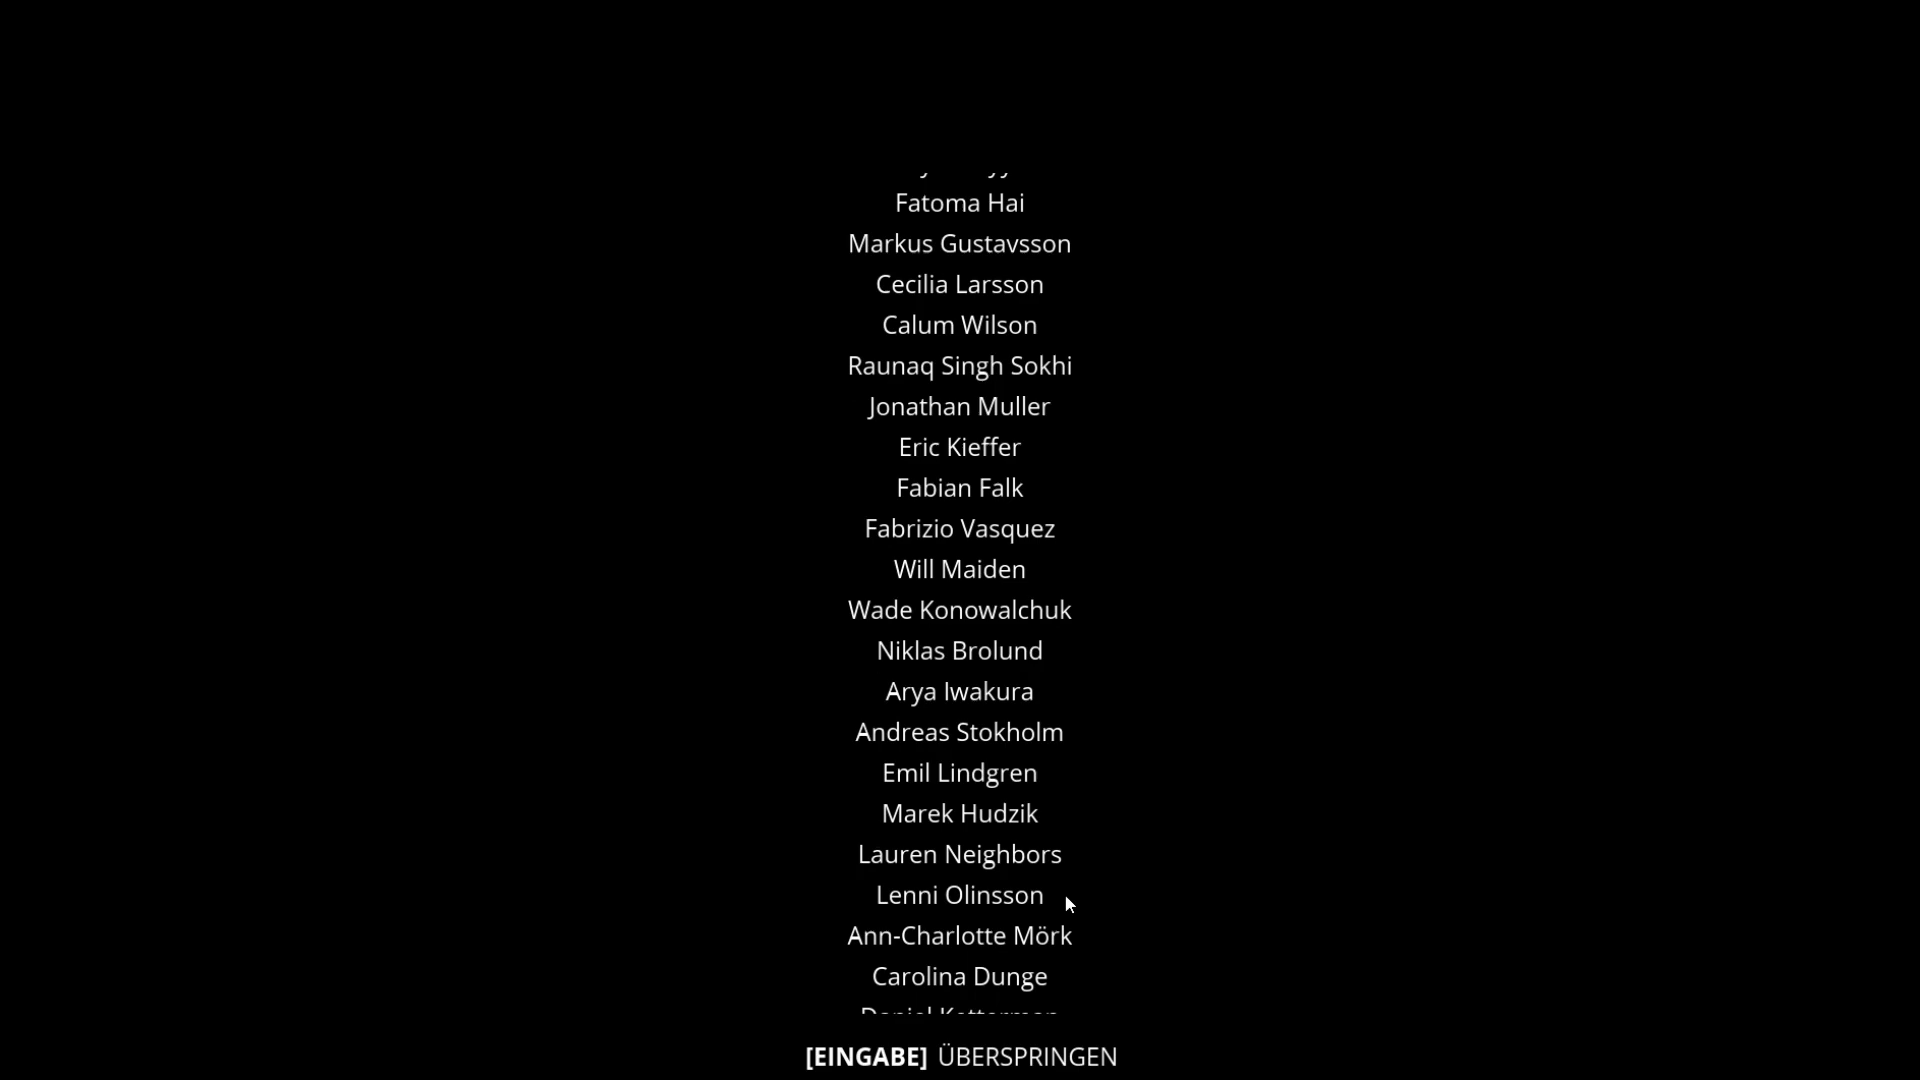 Fatoma Hai
Markus Gustavsson
Cecilia Larsson
Calum Wilson
Raunaq Singh Sokhi
Jonathan Muller
Eric Kieffer
Fabian Falk
Fabrizio Vasquez
Will Maiden
Wade Konowalchuk
Niklas Brolund
Arya Iwakura
Andreas Stokholm
Emil Lindgren
Marek Hudzik
Lauren Neighbors
Lenni Olinsson
Ann-Charlotte Mörk
Carolina Dunge
Daniel Ketterman
[EINGABE] ÜBERSPRINGEN